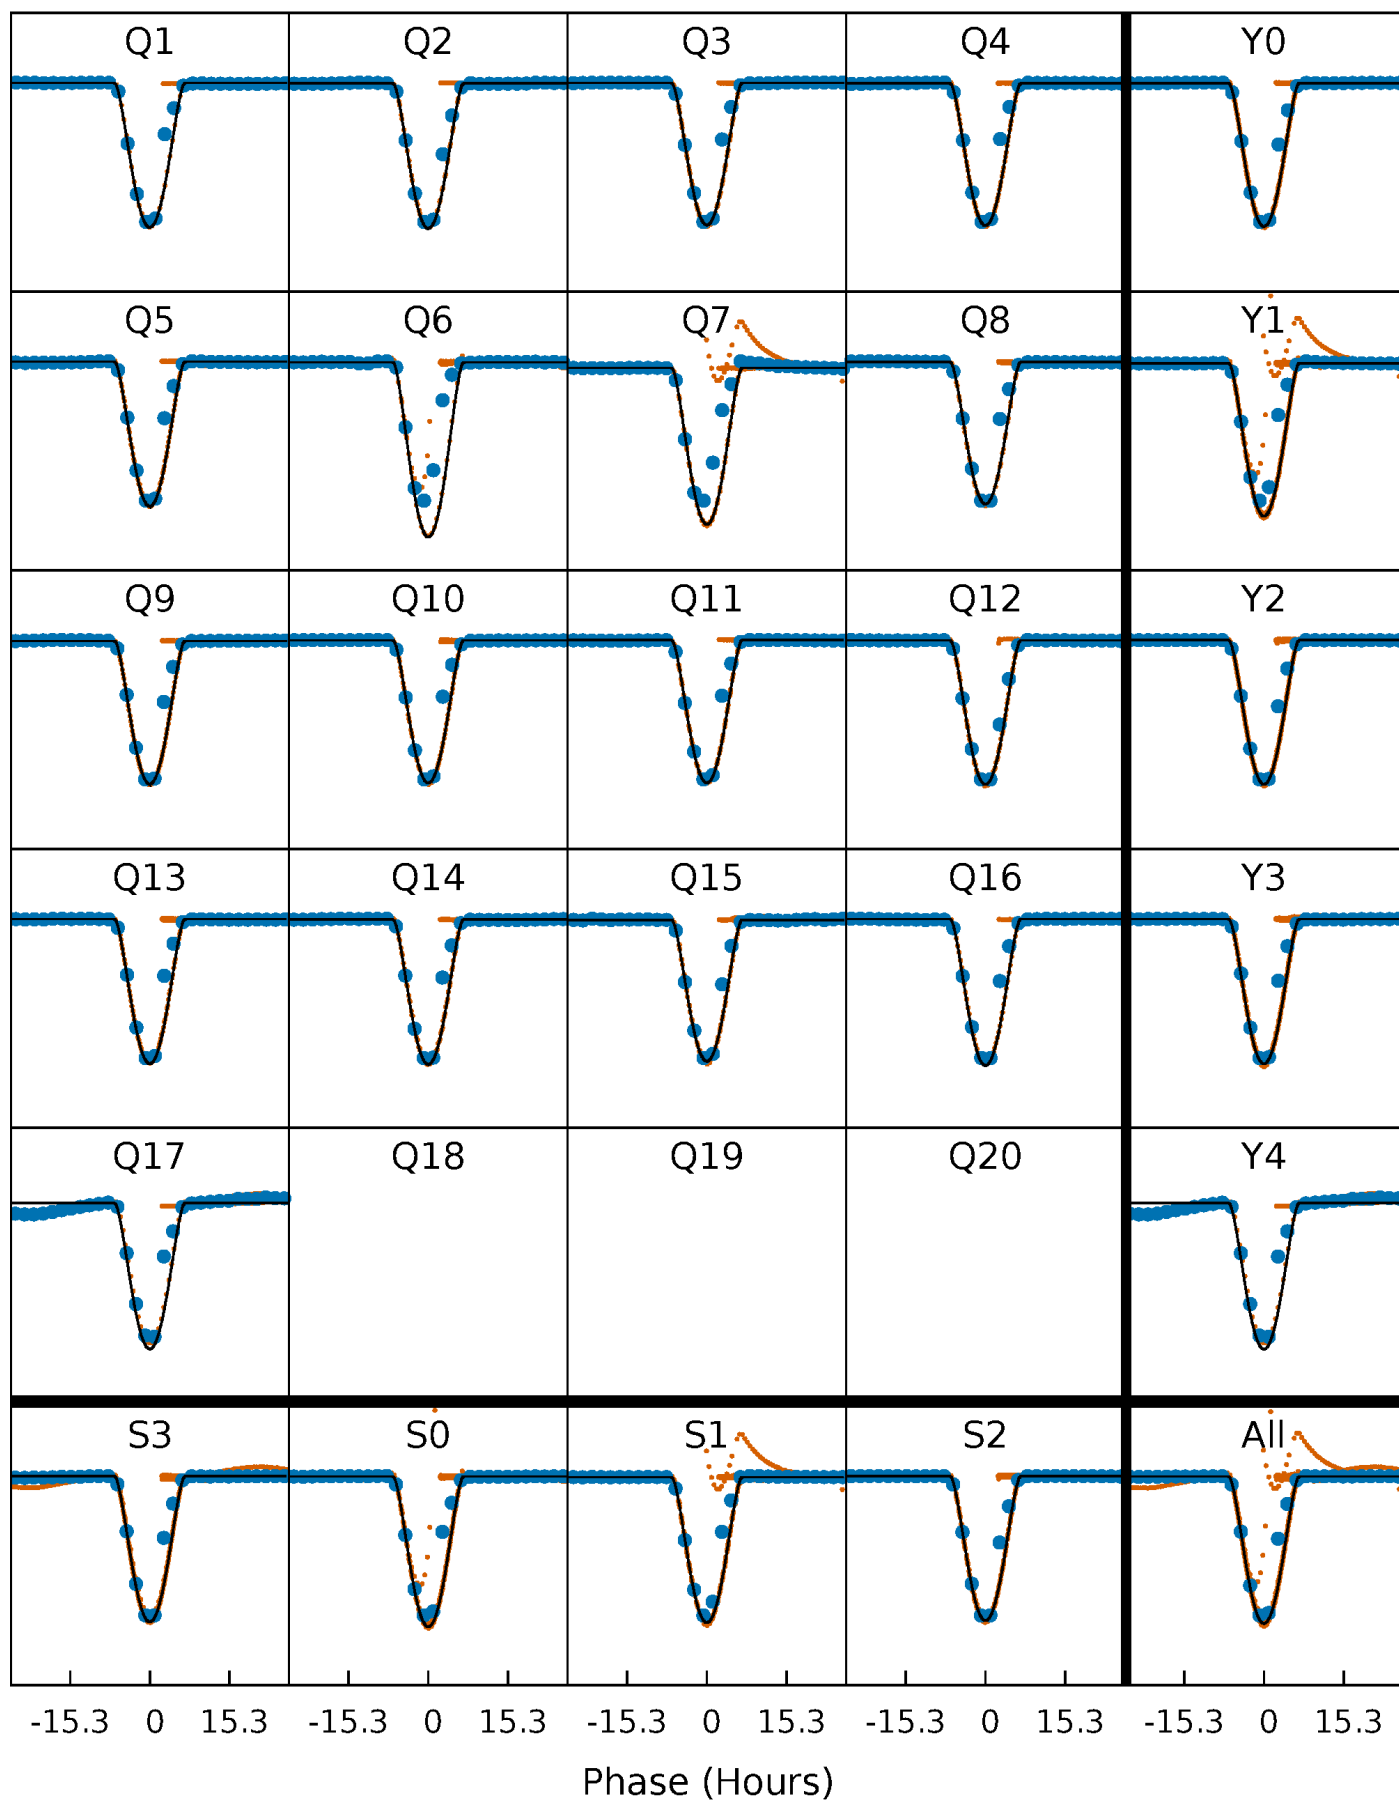 Q1 Q2 Q3 Q4 Y0
Q5 Q6 Q7 Q8 Y1
Q9 Q10 Q11 Q12 Y2
Q13 Q14 Q15 Q16 Y3
Q17 Q18 Q19 Q20 Y4
S3 S0 S1 S2 All
-15.3 0 15.3 -15.3 0 15.3 -15.3 0 15.3 -15.3 0 15.3 -15.3 0 15.3
Phase (Hours)